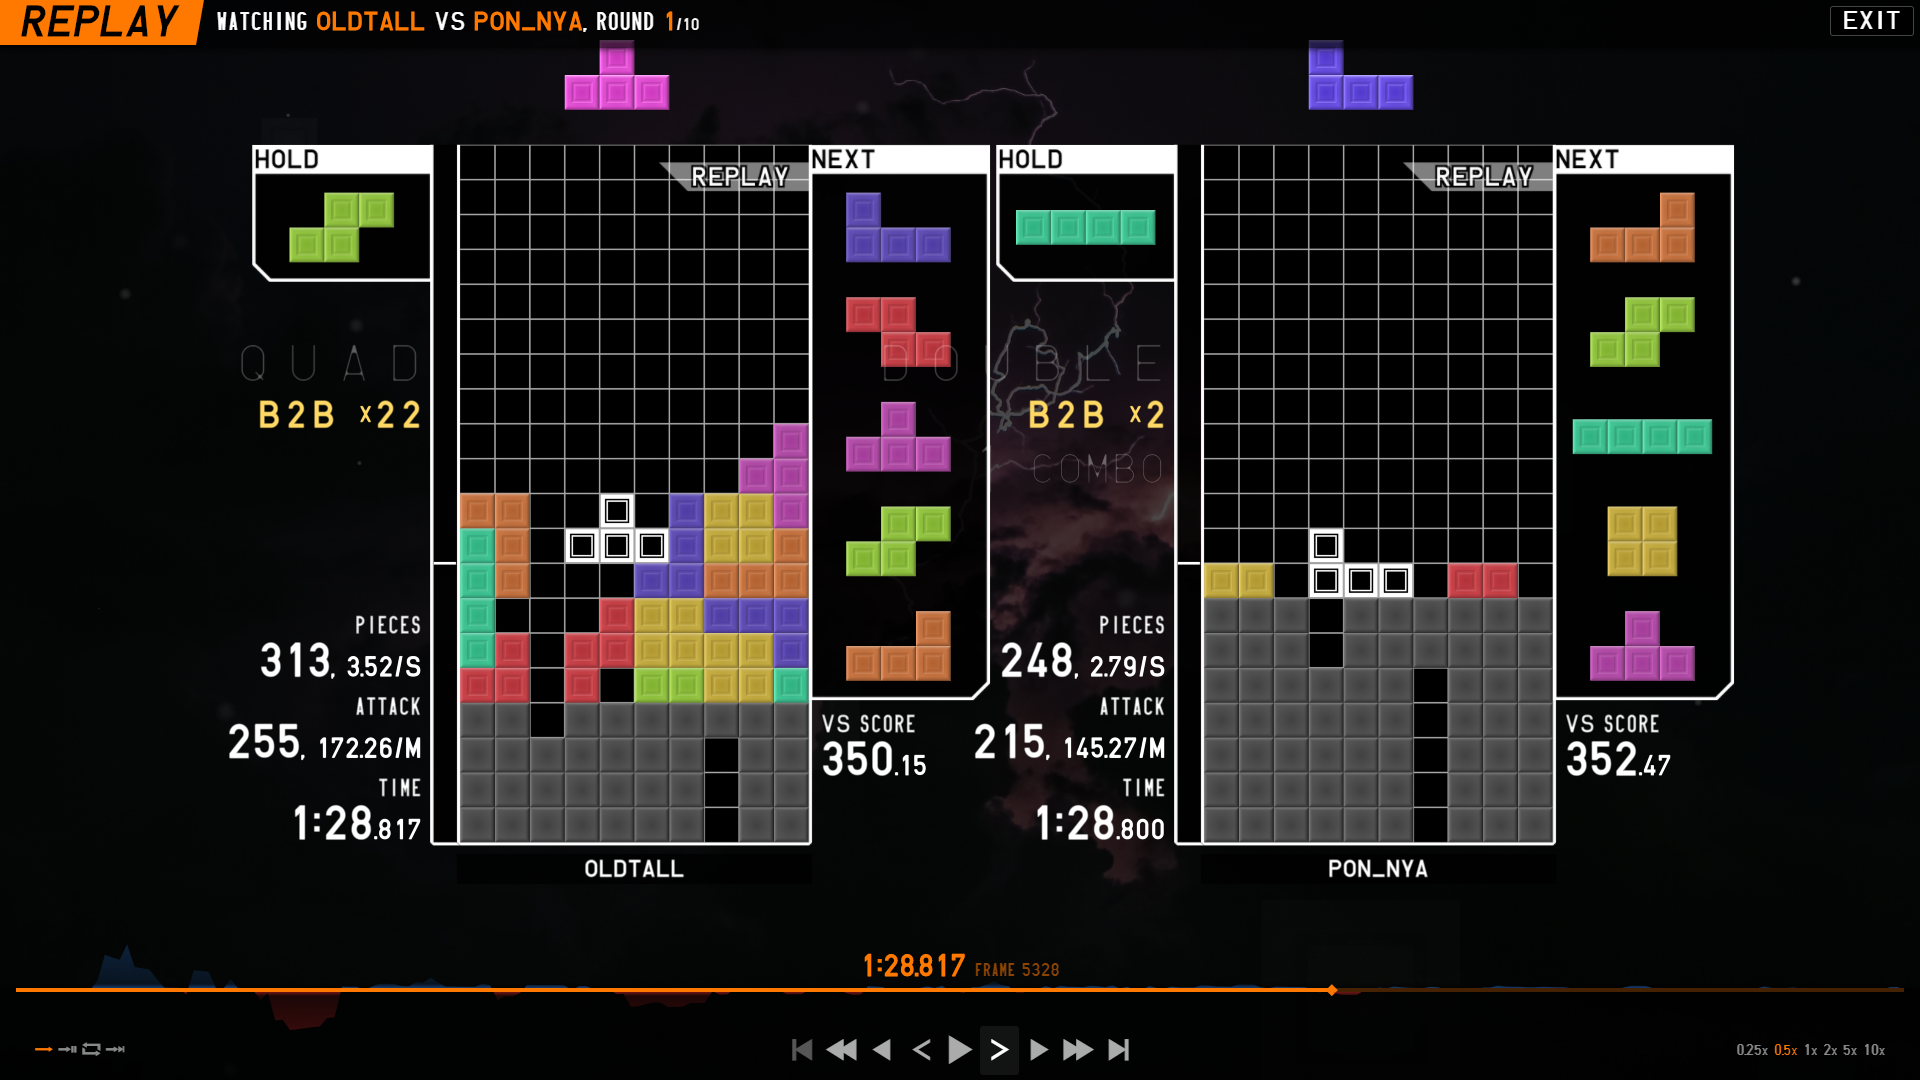 REPLAY
WATCHING OLDTALL VS PON_NYA, ROUND 1/10
EXIT
HOLD
REPLAY
NEXT
QUAD
B2B ×22
PIECES
313, 3.52/S
ATTACK
255, 172.26/M
TIME
1:28.817
VS SCORE
350.15
OLDTALL
HOLD
REPLAY
NEXT
DOUBLE
B2B ×2
COMBO
PIECES
248, 2.79/S
ATTACK
215, 145.27/M
TIME
1:28.800
VS SCORE
352.47
PON_NYA
1:28.817 FRAME 5328
0.25x 0.5x 1x 2x 5x 10x